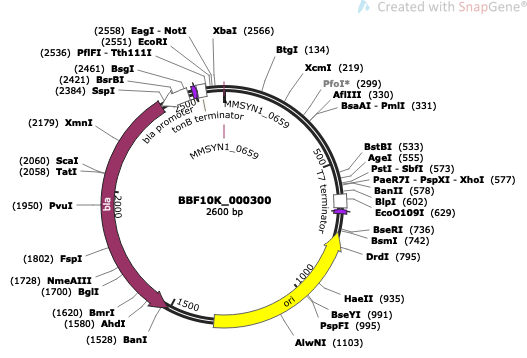 Created with SnapGene®
(2558) EagI - NotI
(2551) EcoRI
(2536) PflFI - Tth111I
(2461) BsgI
(2421) BsrBI
(2384) SspI
(2179) XmnI
(2060) ScaI
(2058) TatI
(1950) PvuI
(1802) FspI
(1728) NmeAIII
(1700) BglI
(1620) BmrI
(1580) AhdI
(1528) BanI
XbaI (2566)
BtgI (134)
XcmI (219)
PfoI* (299)
AflIII (330)
BsaAI - PmlI (331)
BstBI (533)
AgeI (555)
PstI - SbfI (573)
PaeR7I - PspXI - XhoI (577)
BanII (578)
BlpI (602)
EcoO109I (629)
BseRI (736)
BsmI (742)
DrdI (795)
HaeII (935)
BseYI (991)
PspFI (995)
AlwNI (1103)
2500
bla promoter
tonB terminator
MMSYN1_0659
MMSYN1_0659
500
T7 terminator
BBF10K_000300
2600 bp
bla
2000
1000
ori
1500